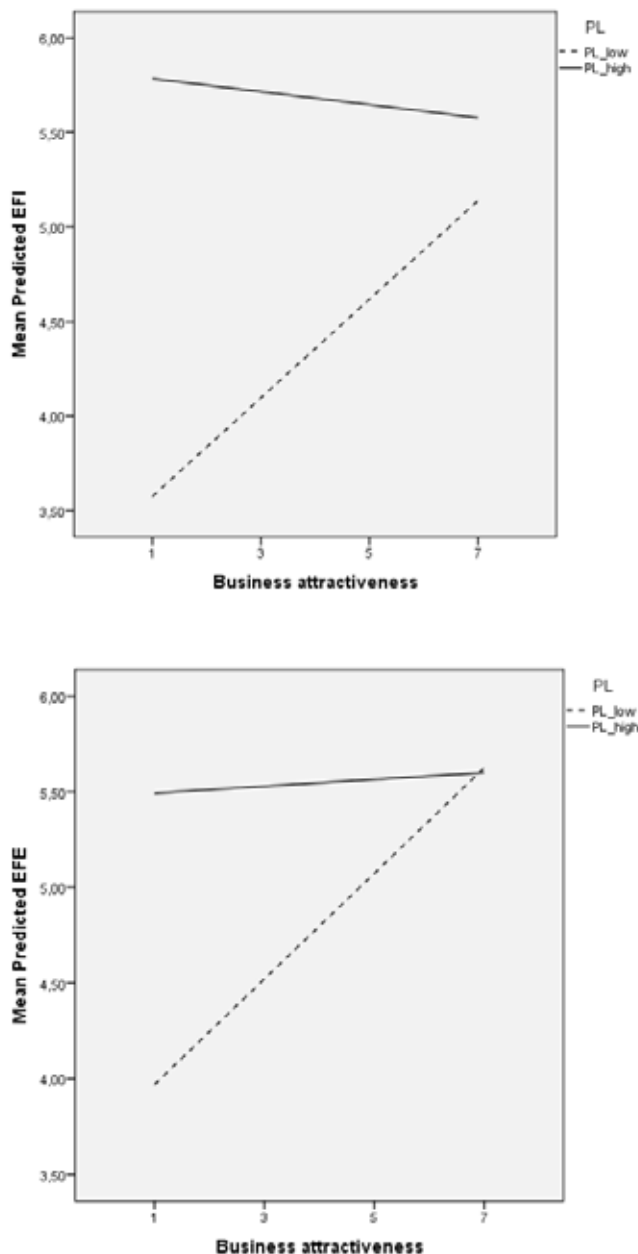 PL
PL_low
PL_high
6,00
5,50
5,00
4,50
4,00
3,50
Mean Predicted EFI
1 3 5 7
Business attractiveness
PL
PL_low
PL_high
6,00
5,50
5,00
4,50
4,00
3,50
Mean Predicted EFE
1 3 5 7
Business attractiveness